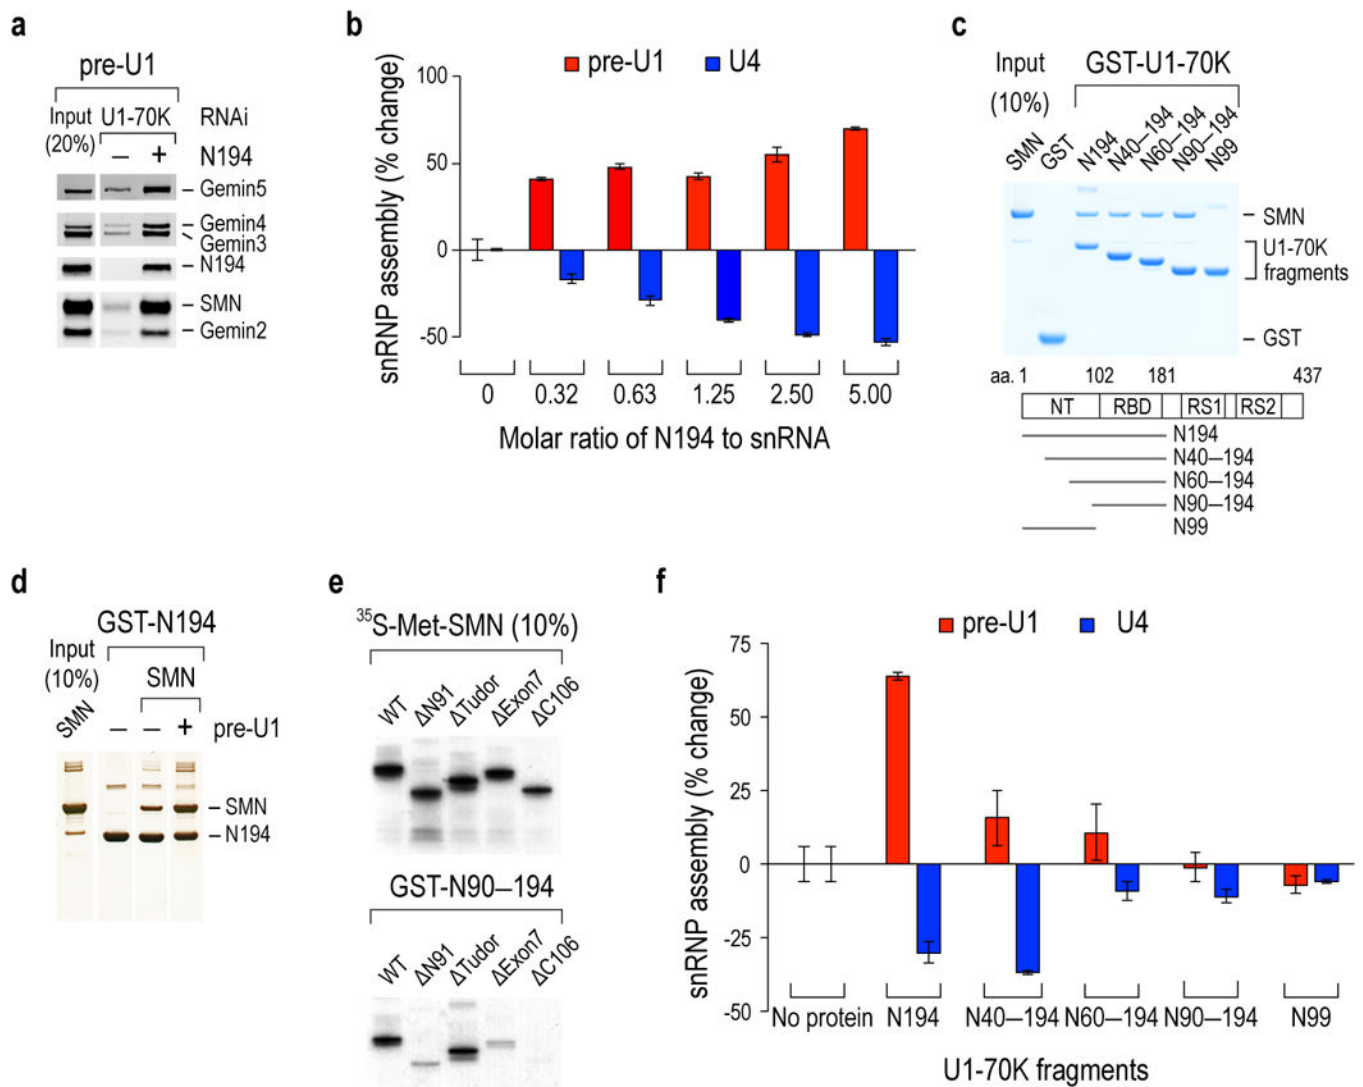 a
pre-U1
Input U1-70K RNAi
(20%) – + N194
Gemin5
Gemin4
Gemin3
N194
SMN
Gemin2
b
pre-U1 U4
snRNP assembly (% change)
100
50
0
-50
0 0.32 0.63 1.25 2.50 5.00
Molar ratio of N194 to snRNA
c
Input GST-U1-70K
(10%)
SMN GST N194 N40–194 N60–194 N90–194 N99
SMN
U1-70K
fragments
GST
aa. 1 102 181 437
NT RBD RS1 RS2
N194
N40–194
N60–194
N90–194
N99
d
GST-N194
Input
(10%) SMN
SMN – – + pre-U1
SMN
N194
e
35S-Met-SMN (10%)
WT ΔN91 ΔTudor ΔExon7 ΔC106
GST-N90–194
WT ΔN91 ΔTudor ΔExon7 ΔC106
f
pre-U1 U4
snRNP assembly (% change)
75
50
25
0
-25
-50
No protein N194 N40–194 N60–194 N90–194 N99
U1-70K fragments